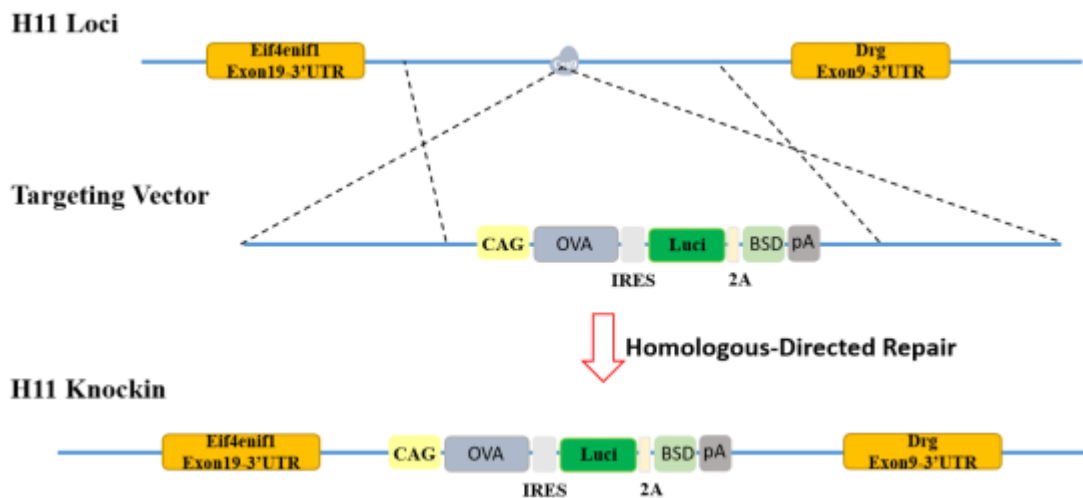 H11 Loci
Eif4enif1
Exon19-3'UTR
Drg
Exon9-3'UTR
Targeting Vector
CAG OVA Luci BSD pA
IRES 2A
Homologous-Directed Repair
H11 Knockin
Eif4enif1
Exon19-3'UTR
CAG OVA Luci BSD pA
Drg
Exon9-3'UTR
IRES 2A